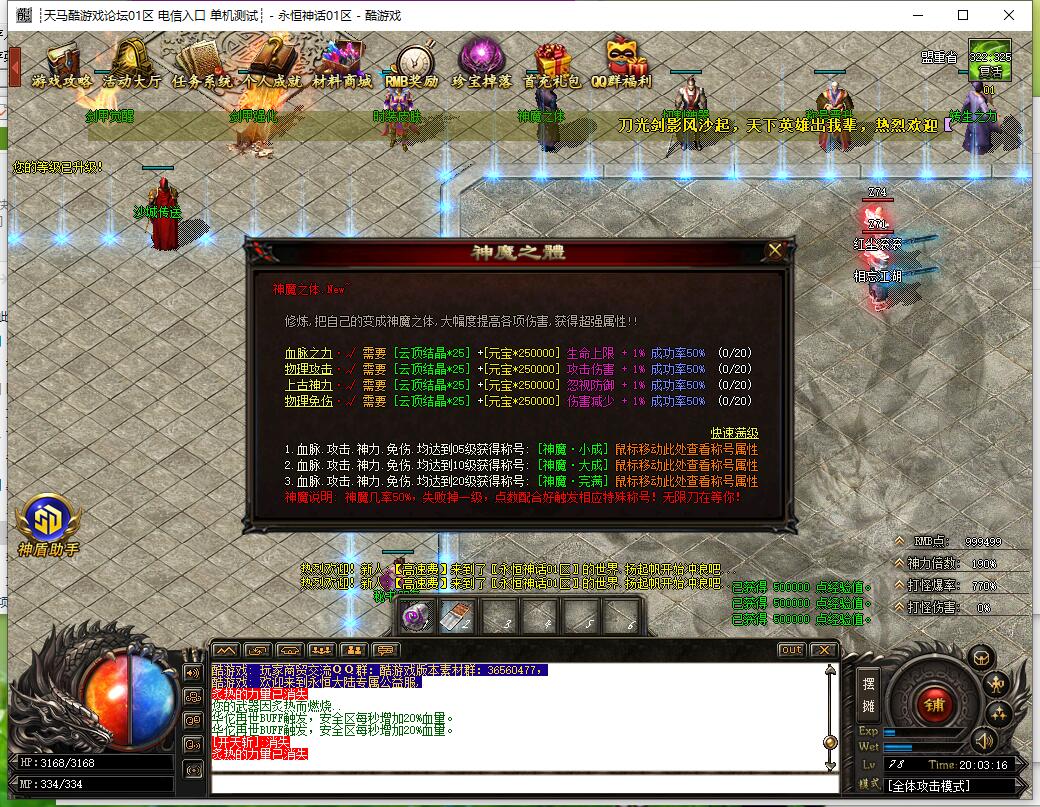 天马酷游戏论坛01区 电信入口 单机测试 - 永恒神话01区 - 酷游戏
游戏攻略 活动大厅 任务系统 个人成就 材料商城 RMB奖励 珍宝掉落 首充礼包 QQ群福利
盟重省 322:325
复活
01
剑甲觉醒 剑甲强化 时装皮肤 神魔之体 转生之力
刀光剑影风沙起，天下英雄出我辈，热烈欢迎【
您的等级已升级！
沙城传送
Z74
Z71
红尘滚滚
相忘江湖
神魔之體
神魔之体.New~
修炼,把自己的变成神魔之体,大幅度提高各项伤害,获得超强属性!!
血脉之力·√ 需要 [云顶结晶*25] +[元宝*250000] 生命上限 + 1% 成功率50% (0/20)
物理攻击·√ 需要 [云顶结晶*25] +[元宝*250000] 攻击伤害 + 1% 成功率50% (0/20)
上古神力·√ 需要 [云顶结晶*25] +[元宝*250000] 忽视防御 + 1% 成功率50% (0/20)
物理免伤·√ 需要 [云顶结晶*25] +[元宝*250000] 伤害减少 + 1% 成功率50% (0/20)
快速满级
1.血脉.攻击.神力.免伤.均达到05级获得称号: [神魔·小成] 鼠标移动此处查看称号属性
2.血脉.攻击.神力.免伤.均达到10级获得称号: [神魔·大成] 鼠标移动此处查看称号属性
3.血脉.攻击.神力.免伤.均达到20级获得称号: [神魔·完满] 鼠标移动此处查看称号属性
神魔说明: 神魔几率50%, 失败掉一级, 点数配合好触发相应特殊称号! 无限刀在等你!
神盾助手
RMB点: 999499
神力倍数: 190%
打怪爆率: 770%
打怪伤害: 0%
热烈欢迎! 新人:【高速费】来到了【永恒神话01区】的世界 扬起帆开始冲浪吧
热烈欢迎! 新人:【高速费】来到了【永恒神话01区】的世界 扬起帆开始冲浪吧
已获得 500000 点经验值。
已获得 500000 点经验值。
已获得 500000 点经验值。
2 3 4 5 6
out
酷游戏: 玩家商贸交流QQ群: 酷游戏版本素材群: 36560477,
酷游戏: 欢迎来到永恒大陆专属公益服,
炙热的力量已消失
您的武器因炙热而燃烧..
华佗再世BUFF触发, 安全区每秒增加20%血量。
华佗再世BUFF触发, 安全区每秒增加20%血量。
[开天斩] 消失
炙热的力量已消失
HP:3168/3168
MP:334/334
摆摊
铺
Exp
Wet
Lv 78 Time 20:03:16
模式 [全体攻击模式]